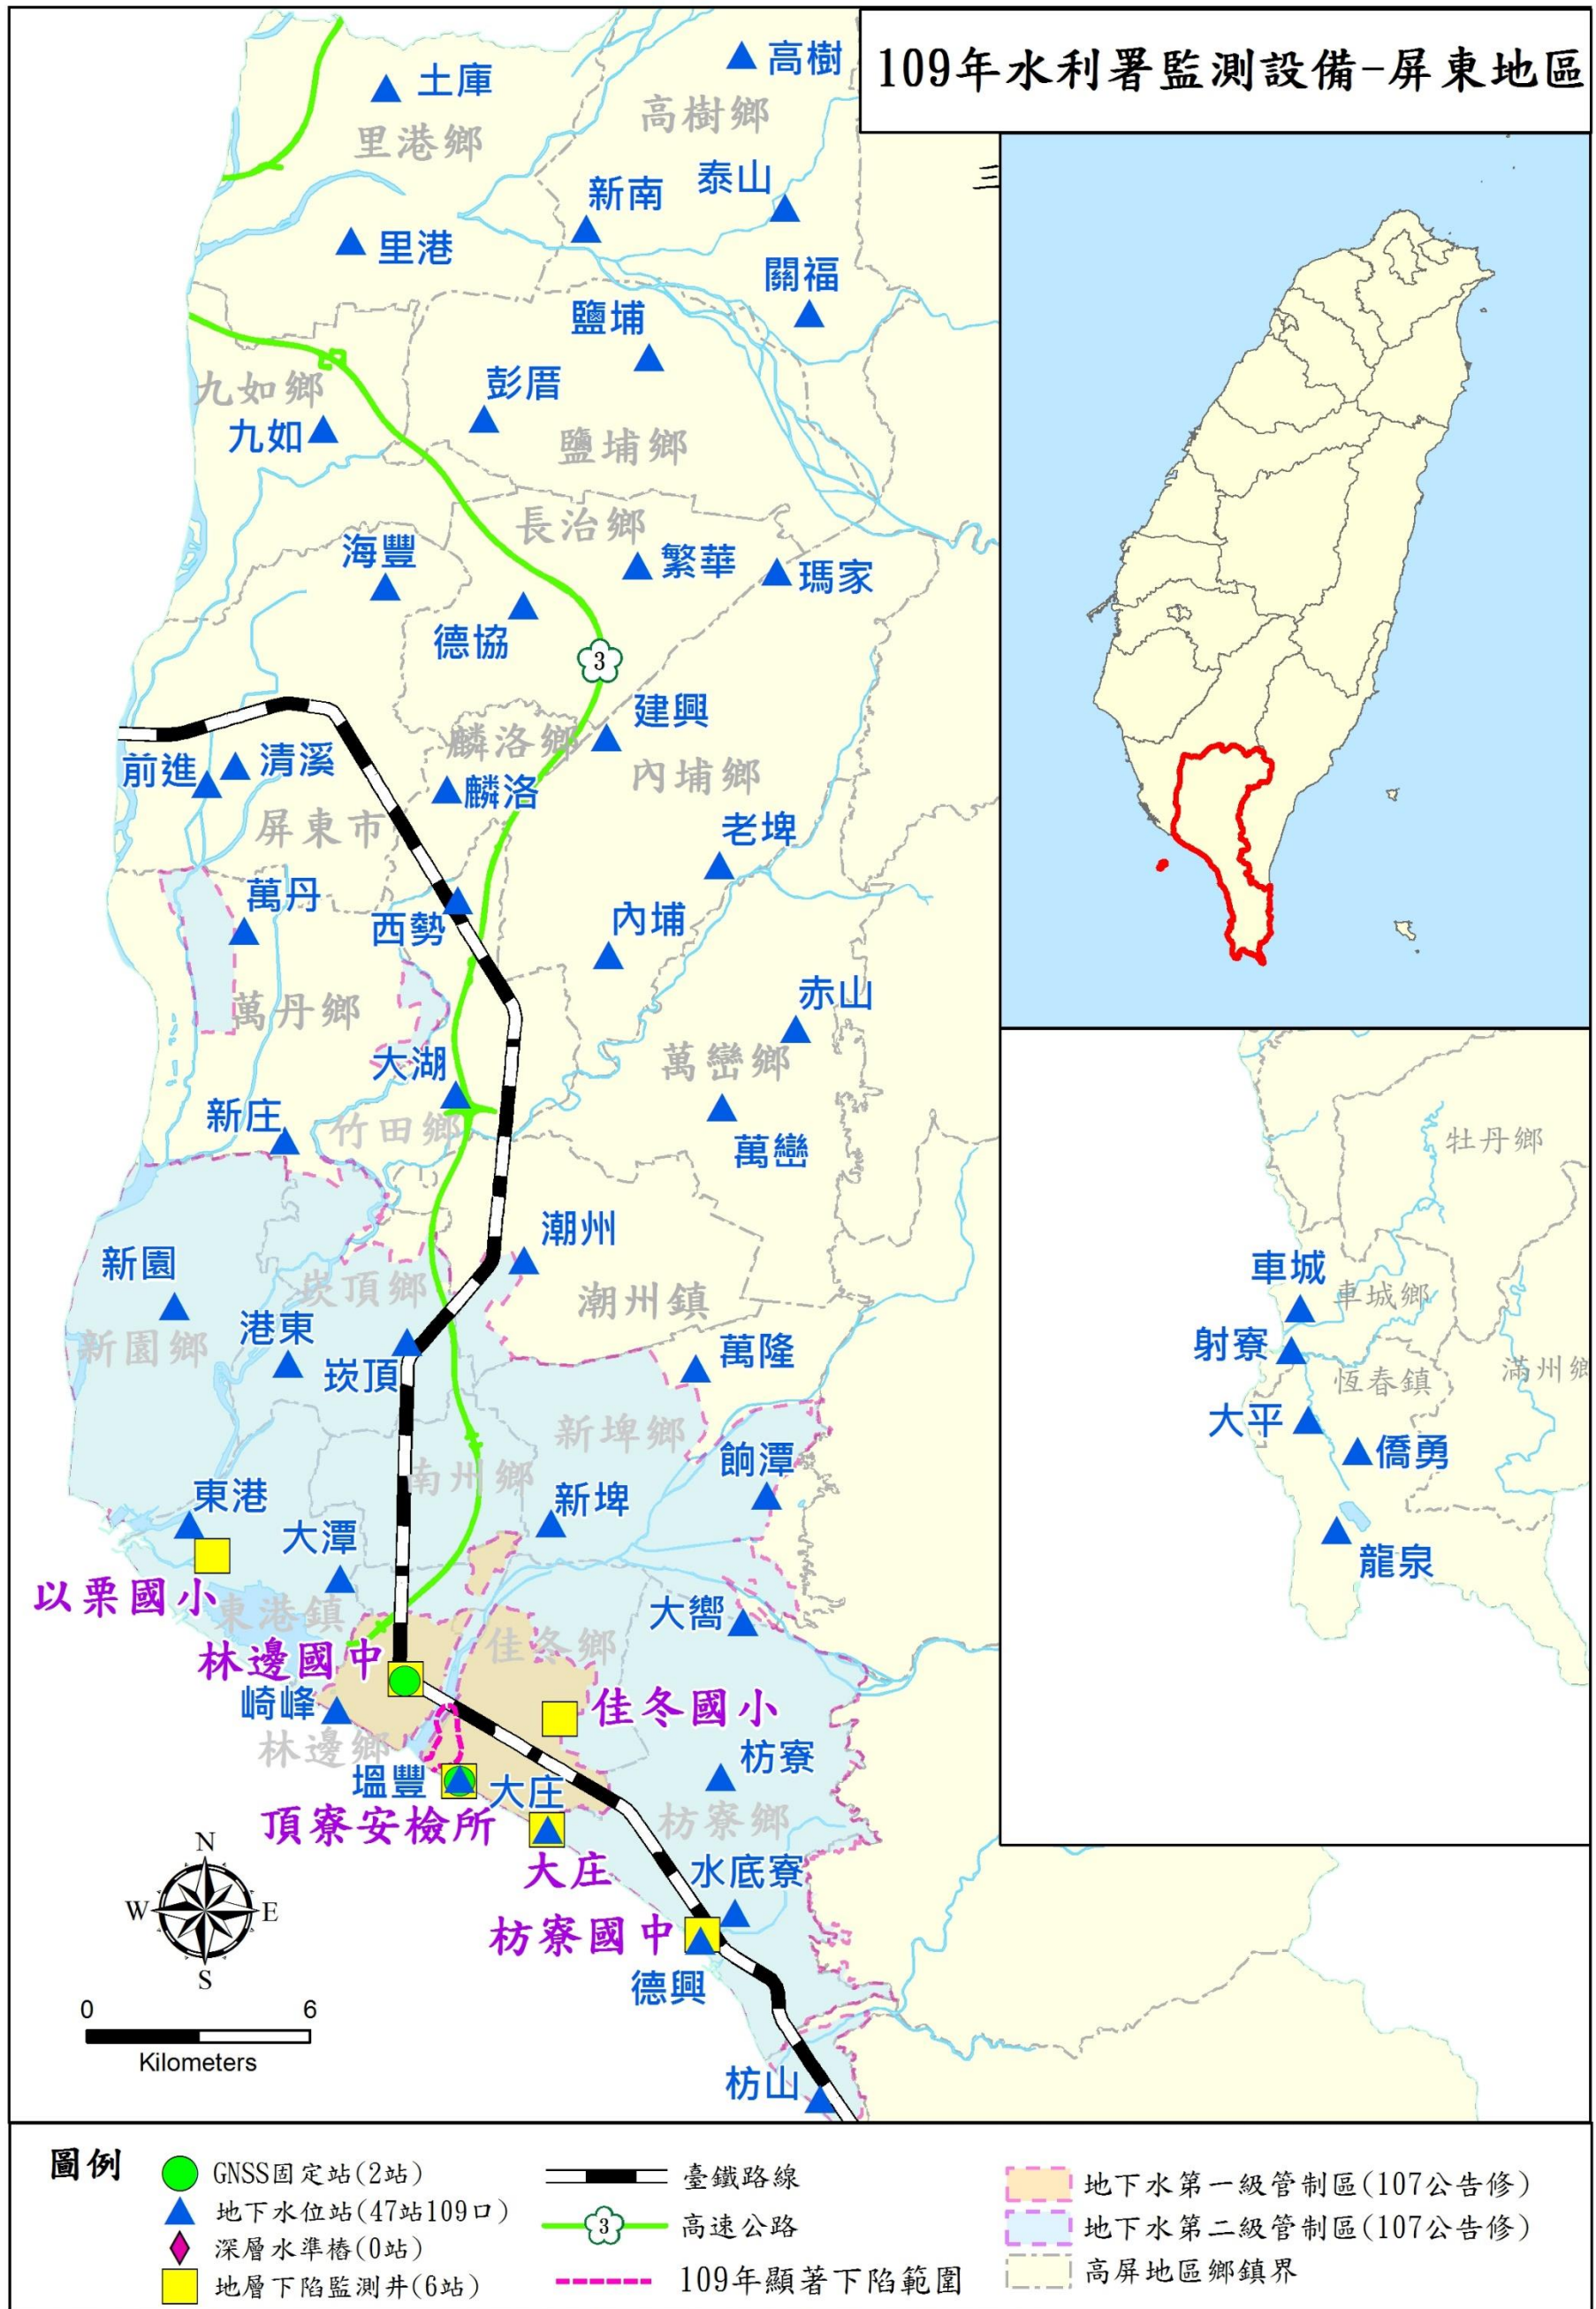 109年水利署監測設備-屏東地區
高樹
土庫
高樹鄉
里港鄉
泰山
三
新南
里港
關福
鹽埔
彭厝
九如鄉
九如
鹽埔鄉
長治鄉
海豐
繁華
瑪家
德協
3
建興
麟洛鄉
前進
清溪
內埔鄉
麟洛
屏東市
老埤
萬丹
西勢
內埔
赤山
萬丹鄉
大湖
萬巒鄉
新庄
竹田鄉
萬巒
潮州
新園
崁頂鄉
潮州鎮
港東
新園鄉
崁頂
萬隆
新埤鄉
餉潭
南州鄉
東港
新埤
大潭
以栗國小
東港鎮
大嚮
林邊國中
佳冬鄉
崎峰
佳冬國小
林邊鄉
枋寮
塭豐
大庄
頂寮安檢所
枋寮鄉
大庄
水底寮
枋寮國中
德興
枋山
牡丹鄉
車城
車城鄉
射寮
恆春鎮
滿州鄉
大平
僑勇
龍泉
N
W
E
S
0 6
Kilometers
圖例
GNSS固定站(2站)
地下水位站(47站109口)
深層水準樁(0站)
地層下陷監測井(6站)
臺鐵路線
3
高速公路
109年顯著下陷範圍
地下水第一級管制區(107公告修)
地下水第二級管制區(107公告修)
高屏地區鄉鎮界